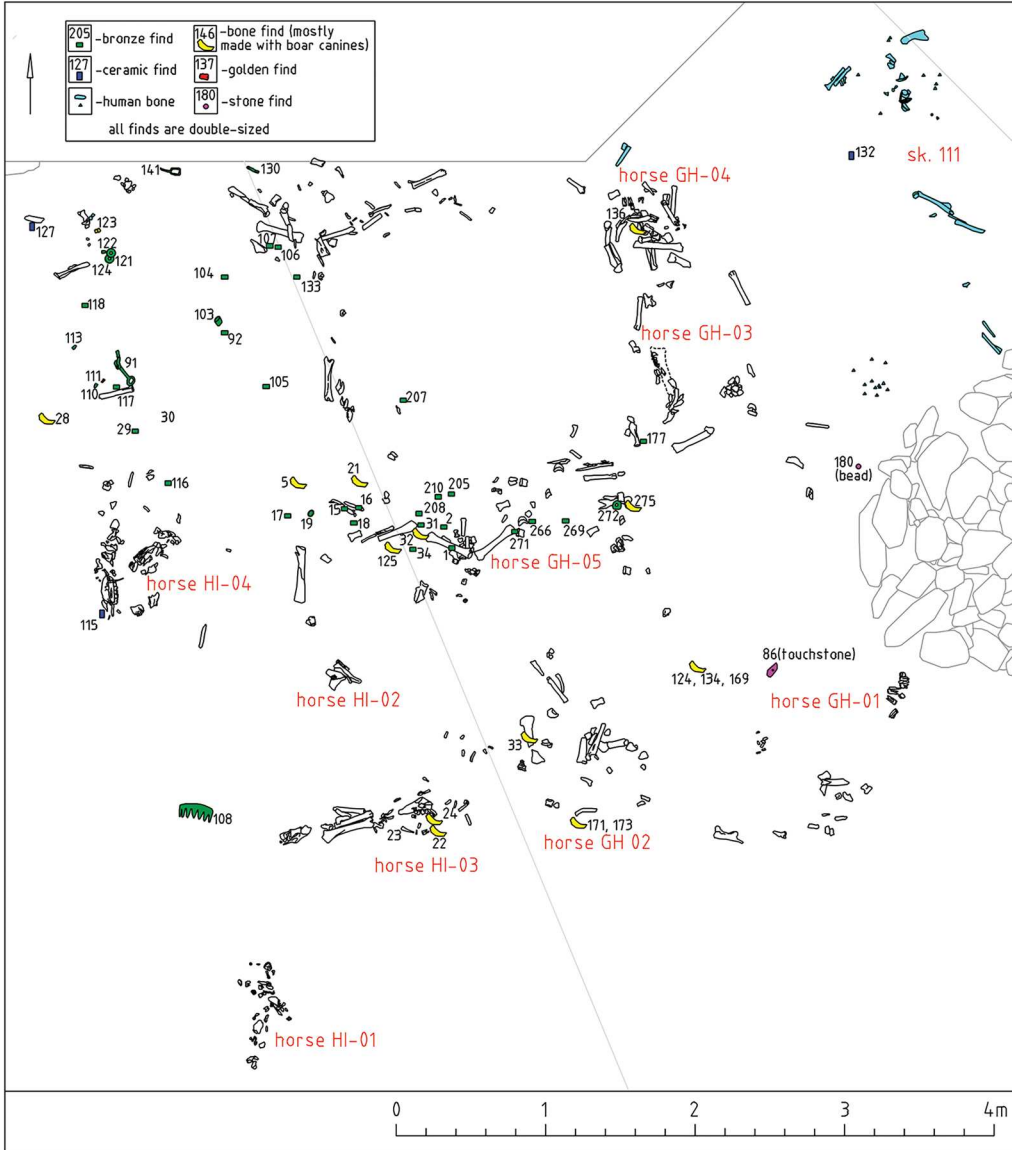 205 -bronze find
146 -bone find (mostly
made with boar canines)
127 -ceramic find
137 -golden find
-human bone
180 -stone find
all finds are double-sized
132
sk. 111
141
130
horse GH-04
136
127
123
122
121
124
107
106
104
133
118
103
92
horse GH-03
113
91
111
110
117
105
207
28
29
30
177
180
(bead)
116
5
21
210
205
275
272
17
19
15
16
18
208
31
2
32
34
1
125
271
266
269
horse GH-05
horse HI-04
115
86(touchstone)
124, 134, 169
horse GH-01
horse HI-02
33
108
24
23
22
171, 173
horse GH 02
horse HI-03
horse HI-01
0 1 2 3 4m